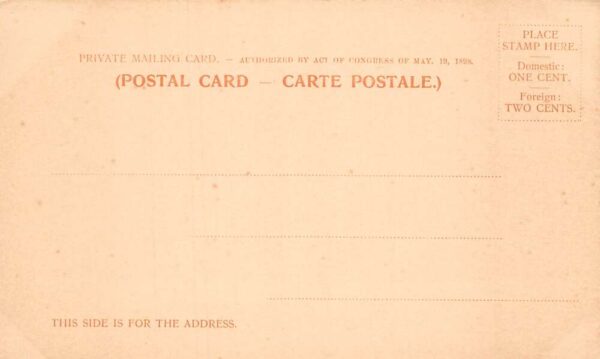 PRIVATE MAILING CARD. – AUTHORIZED BY ACT OF CONGRESS OF MAY. 19, 1898.
(POSTAL CARD – CARTE POSTALE.)
PLACE
STAMP HERE.
Domestic:
ONE CENT.
Foreign:
TWO CENTS.
THIS SIDE IS FOR THE ADDRESS.